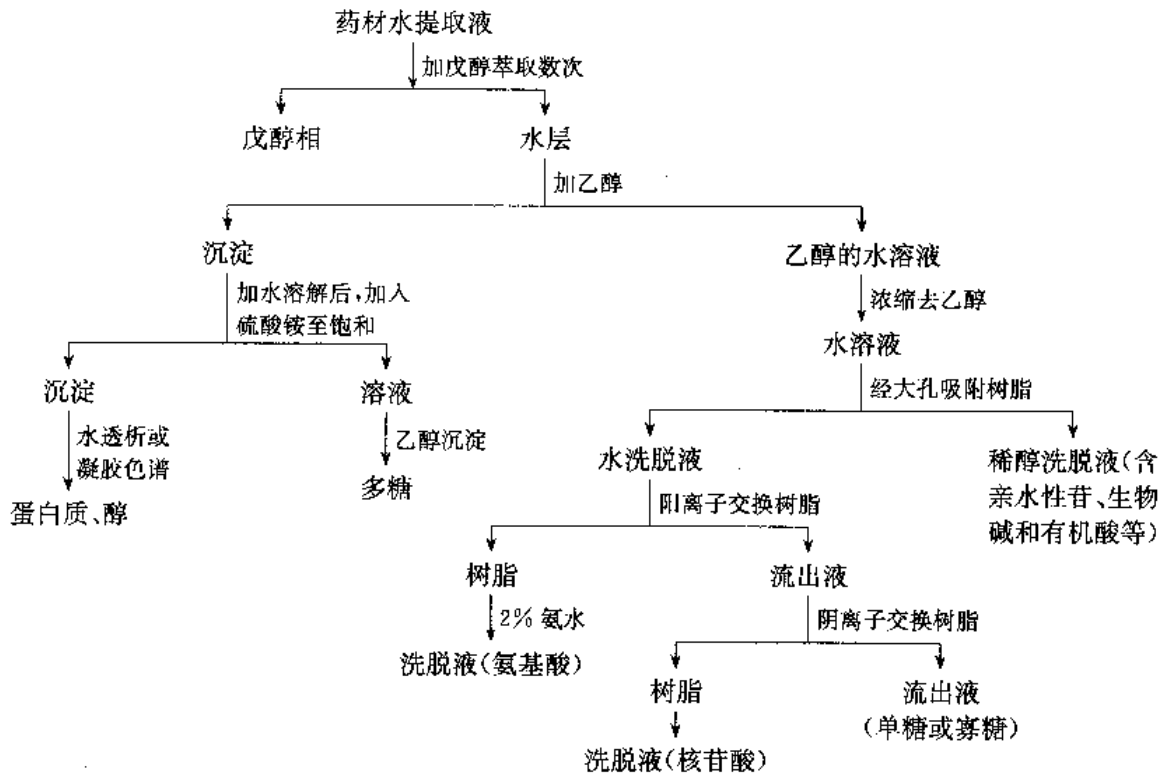 药材水提取液
加戊醇萃取数次
戊醇相
水层
加乙醇
沉淀
乙醇的水溶液
加水溶解后,加入
硫酸铵至饱和
浓缩去乙醇
水溶液
沉淀
溶液
经大孔吸附树脂
水透析或
凝胶色谱
乙醇沉淀
蛋白质、醇
多糖
水洗脱液
稀醇洗脱液(含
亲水性苷、生物
碱和有机酸等)
阳离子交换树脂
树脂
流出液
2% 氨水
阴离子交换树脂
洗脱液(氨基酸)
树脂
流出液
(单糖或寡糖)
洗脱液(核苷酸)